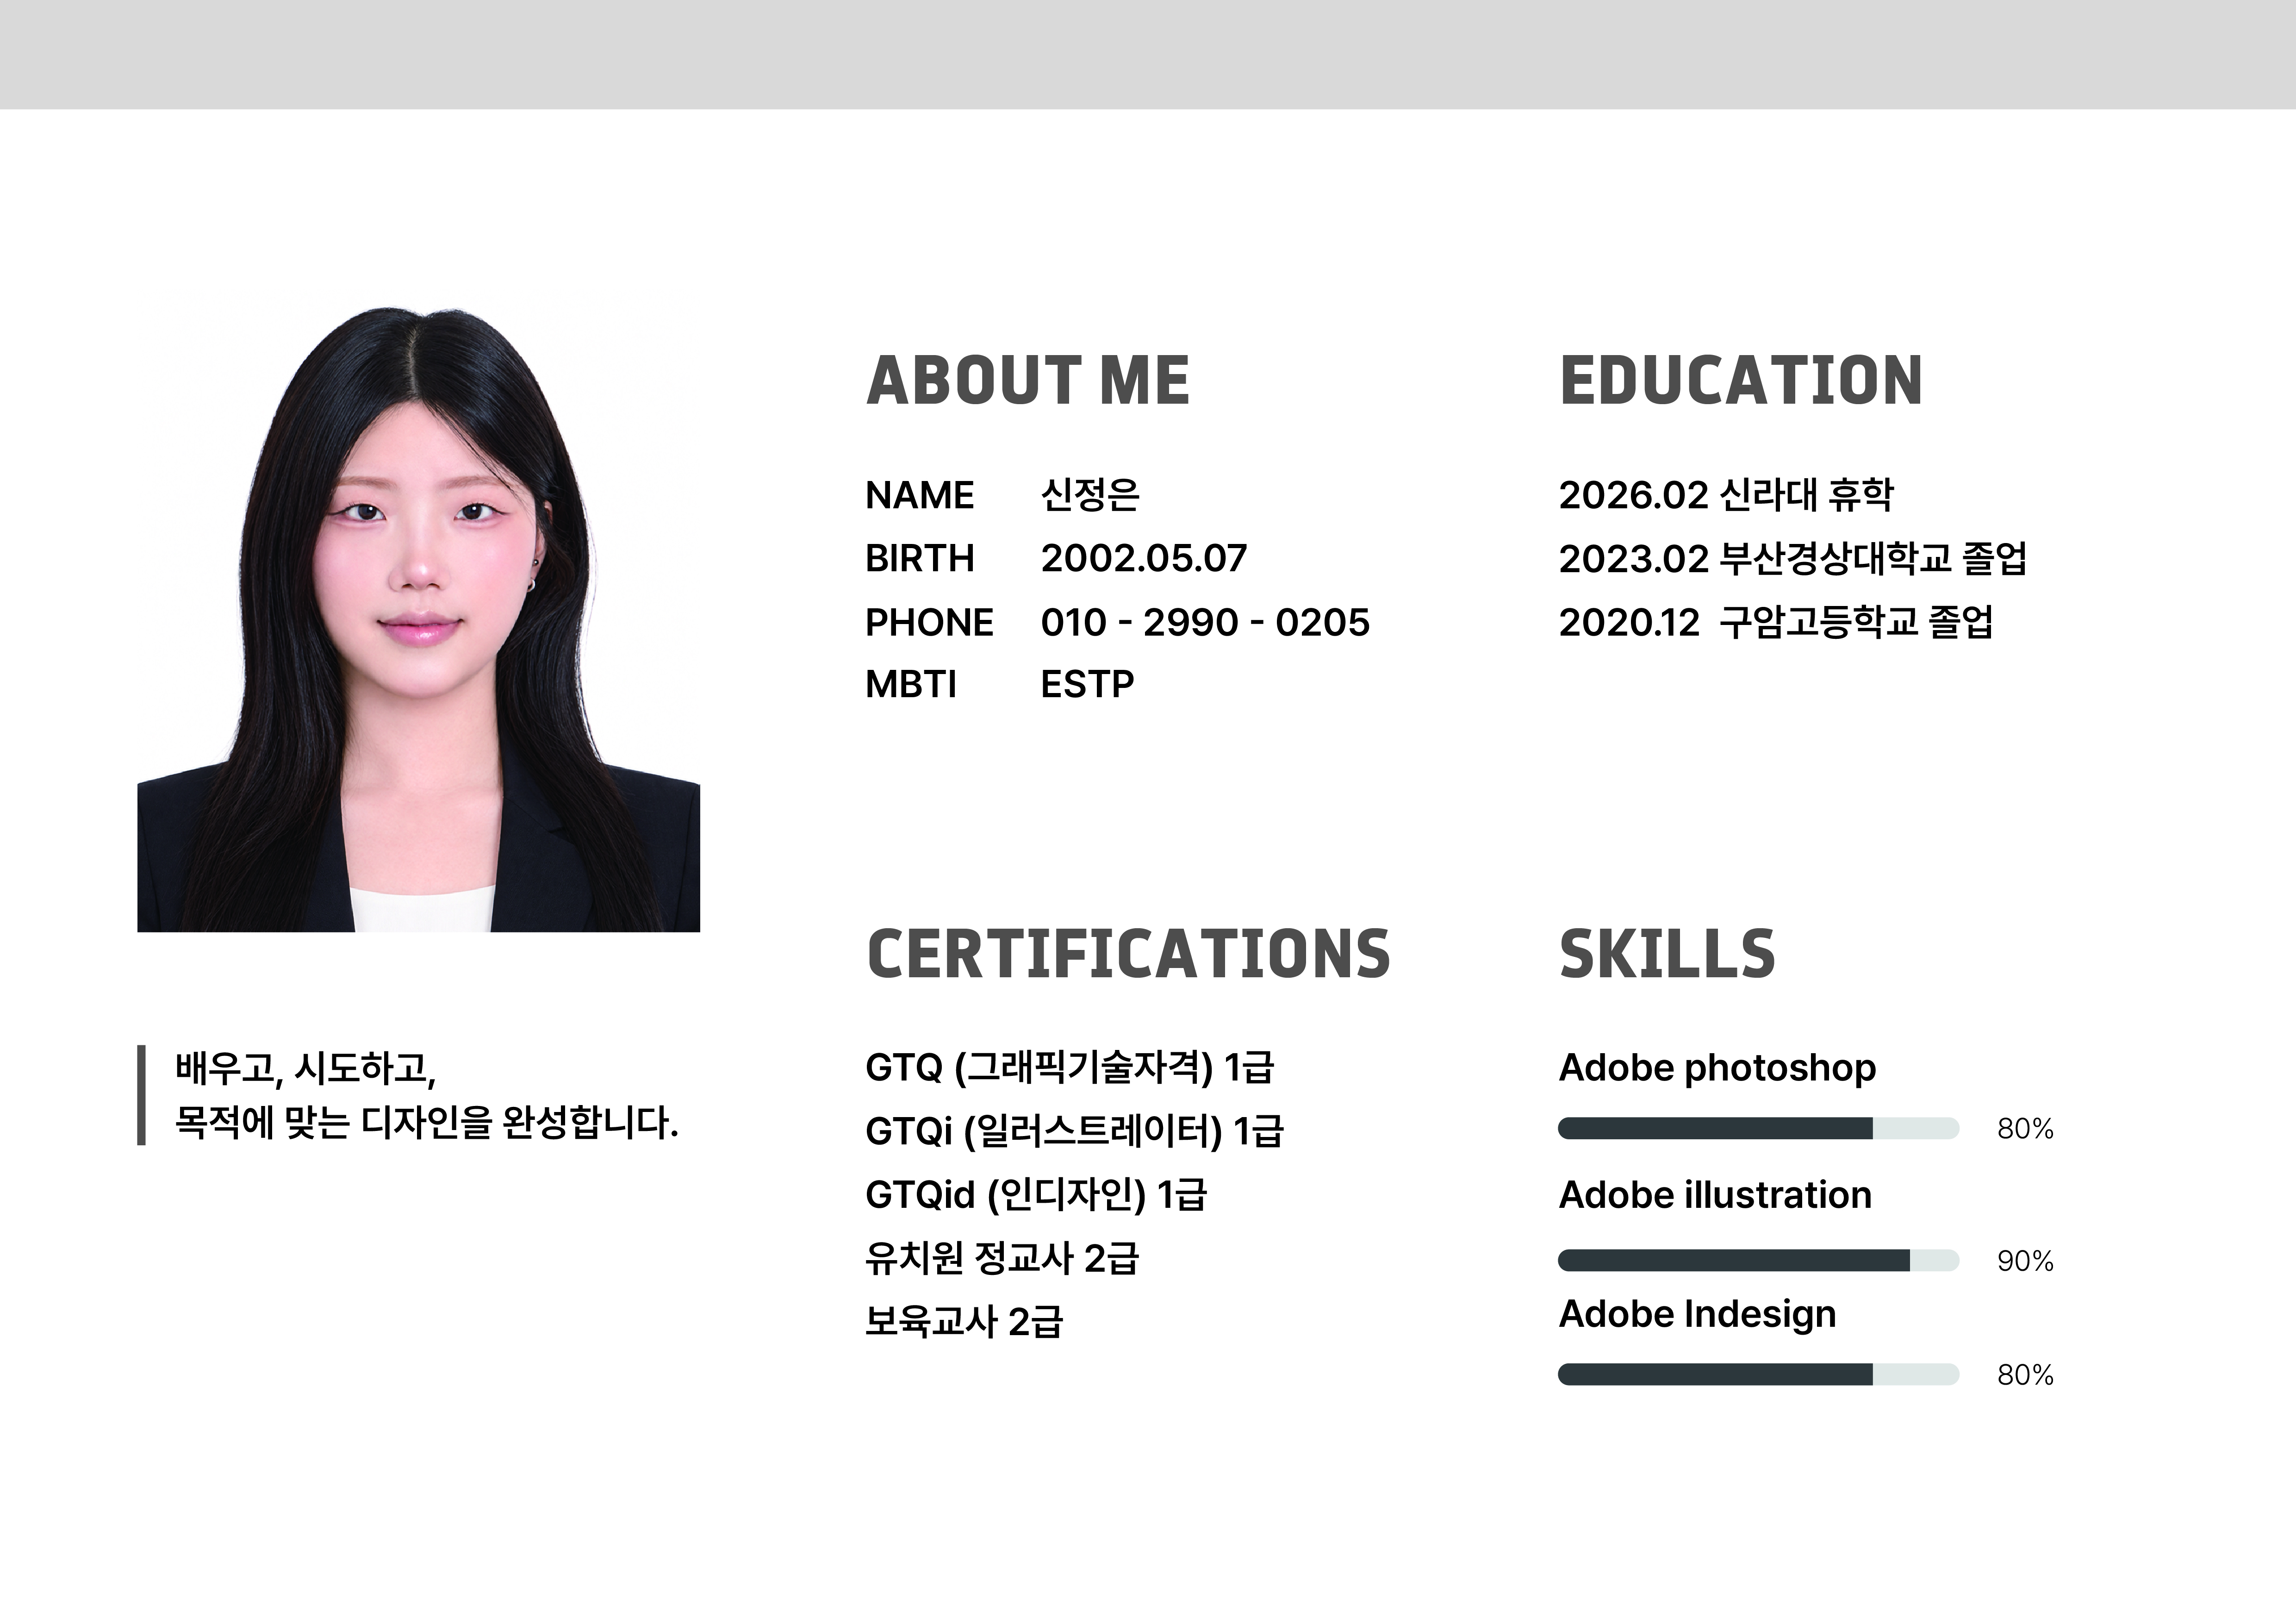 ABOUT ME
NAME 신정은
BIRTH 2002.05.07
PHONE 010 - 2990 - 0205
MBTI ESTP
EDUCATION
2026.02 신라대 휴학
2023.02 부산경상대학교 졸업
2020.12 구암고등학교 졸업
배우고, 시도하고,
목적에 맞는 디자인을 완성합니다.
CERTIFICATIONS
GTQ (그래픽기술자격) 1급
GTQi (일러스트레이터) 1급
GTQid (인디자인) 1급
유치원 정교사 2급
보육교사 2급
SKILLS
Adobe photoshop
80%
Adobe illustration
90%
Adobe Indesign
80%